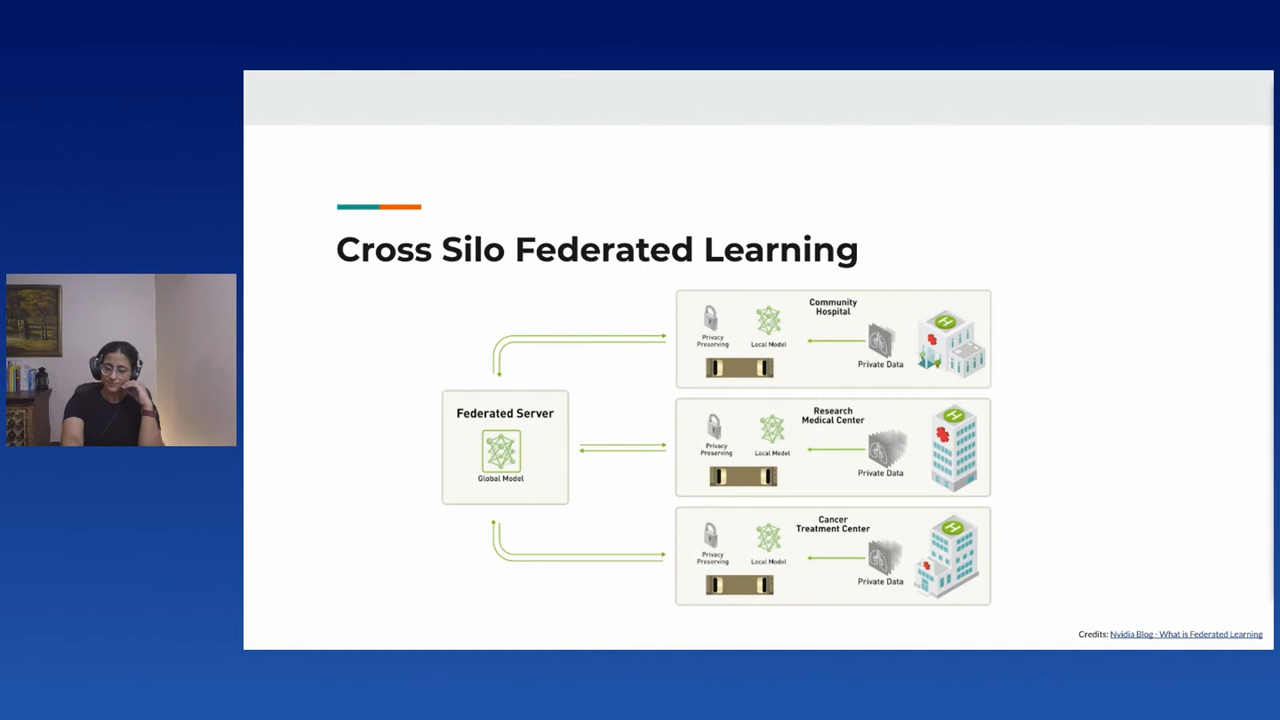 Cross Silo Federated Learning
Federated Server
Global Model
Community
Hospital
Privacy
Preserving
Local Model
Private Data
H
Research
Medical Center
Privacy
Preserving
Local Model
Private Data
H
Cancer
Treatment Center
Privacy
Preserving
Local Model
Private Data
H
Credits: Nvidia Blog - What is Federated Learning